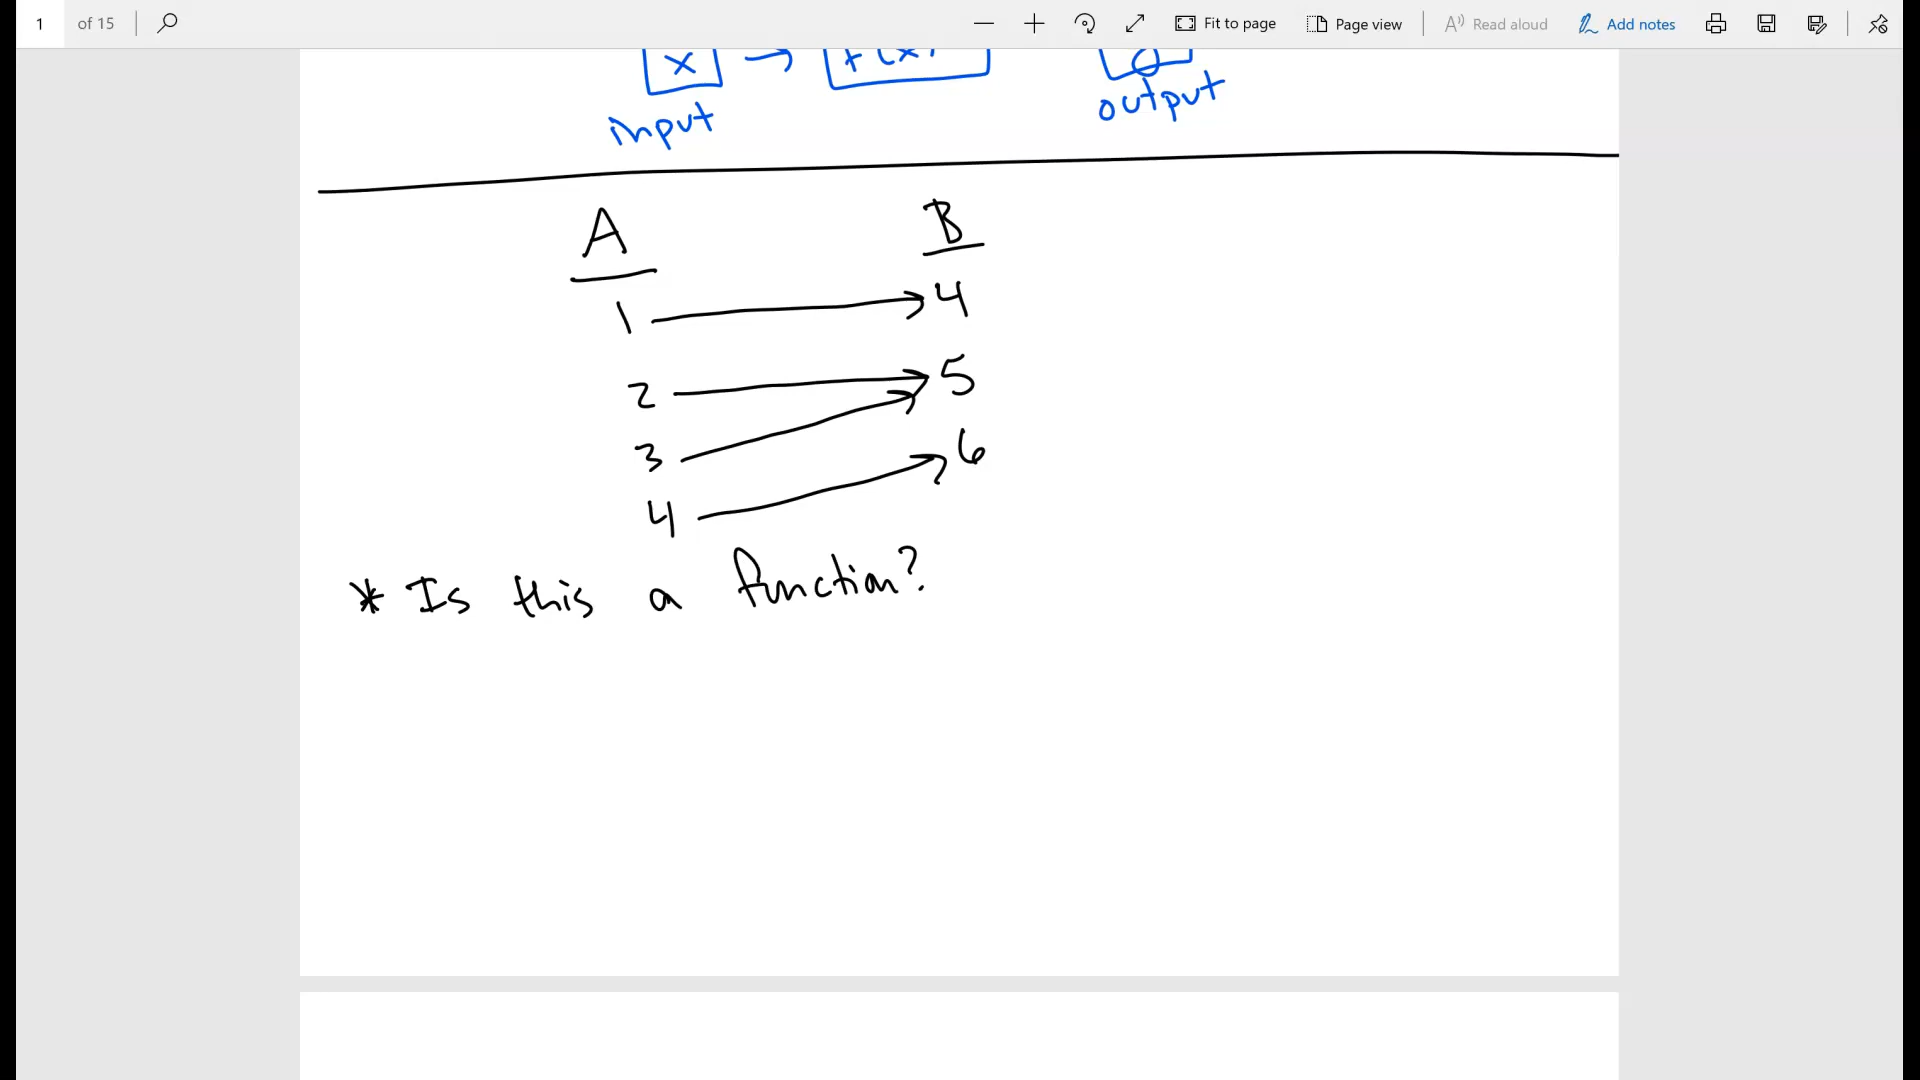 1 of 15 Fit to page Page view Read aloud Add notes
x → f(x)
input output
A B
1 → 4
2 → 5
3
4 → 6
* Is this a function?